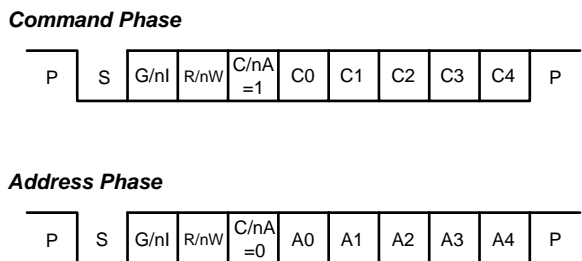 Command Phase
P S G/nI R/nW C/nA =1 C0 C1 C2 C3 C4 P
Address Phase
P S G/nI R/nW C/nA =0 A0 A1 A2 A3 A4 P